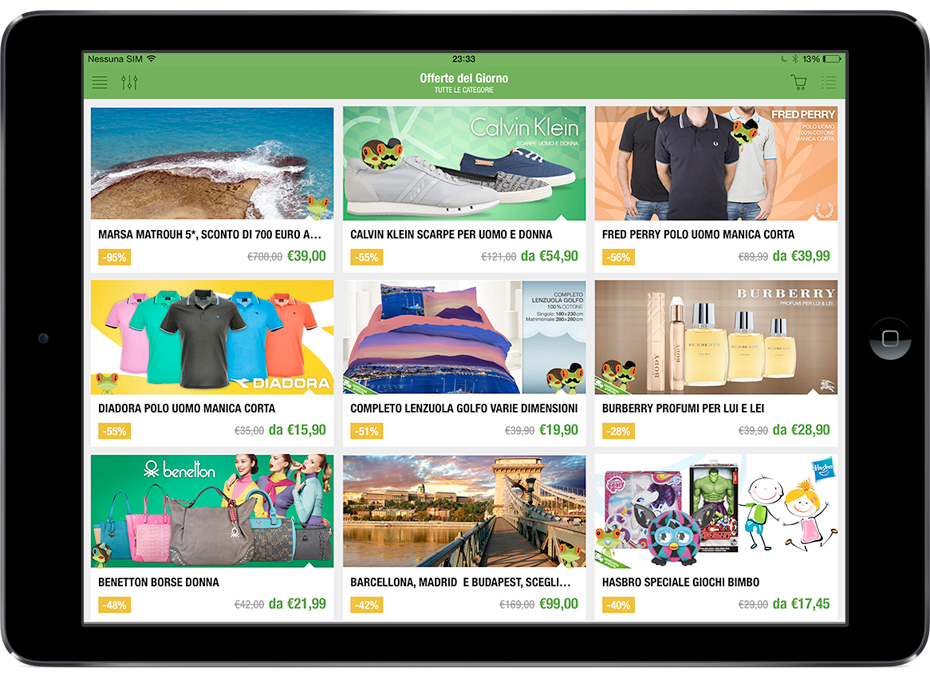 Nessuna SIM
23:33
13%
Offerte del Giorno
TUTTE LE CATEGORIE
MARSA MATROUH 5*, SCONTO DI 700 EURO A...
-95%
€700,00 €39,00
CK
Calvin Klein
SCARPE UOMO E DONNA
CALVIN KLEIN SCARPE PER UOMO E DONNA
-55%
€121,00 da €54,90
FRED PERRY
POLO UOMO
100% COTONE
MANICA CORTA
FRED PERRY POLO UOMO MANICA CORTA
-56%
€89,99 da €39,99
DIADORA
DIADORA POLO UOMO MANICA CORTA
-55%
€35,00 da €15,90
COMPLETO
LENZUOLA GOLFO
100% COTONE
Singolo: 180x230cm
Matrimoniale: 280x280cm
COMPLETO LENZUOLA GOLFO VARIE DIMENSIONI
-51%
€39,90 da €19,90
BURBERRY
PROFUMI PER LUI & LEI
BODY
BURBERRY PROFUMI PER LUI E LEI
-28%
€39,90 da €28,90
benetton
BENETTON BORSE DONNA
-48%
€42,00 da €21,99
BARCELLONA, MADRID E BUDAPEST, SCEGLI...
-42%
€169,00 €99,00
Hasbro
HASBRO SPECIALE GIOCHI BIMBO
-40%
€29,00 da €17,45